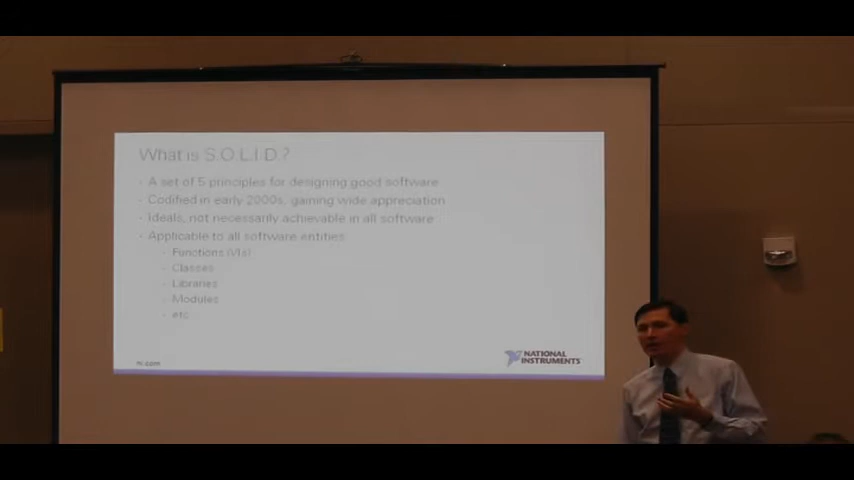 What is S.O.L.I.D.?
· A set of 5 principles for designing good software
· Codified in early 2000s, gaining wide appreciation
· Ideals, not necessarily achievable in all software
· Applicable to all software entities
· Functions (VIs)
· Classes
· Libraries
· Modules
· etc
ni.com
NATIONAL
INSTRUMENTS